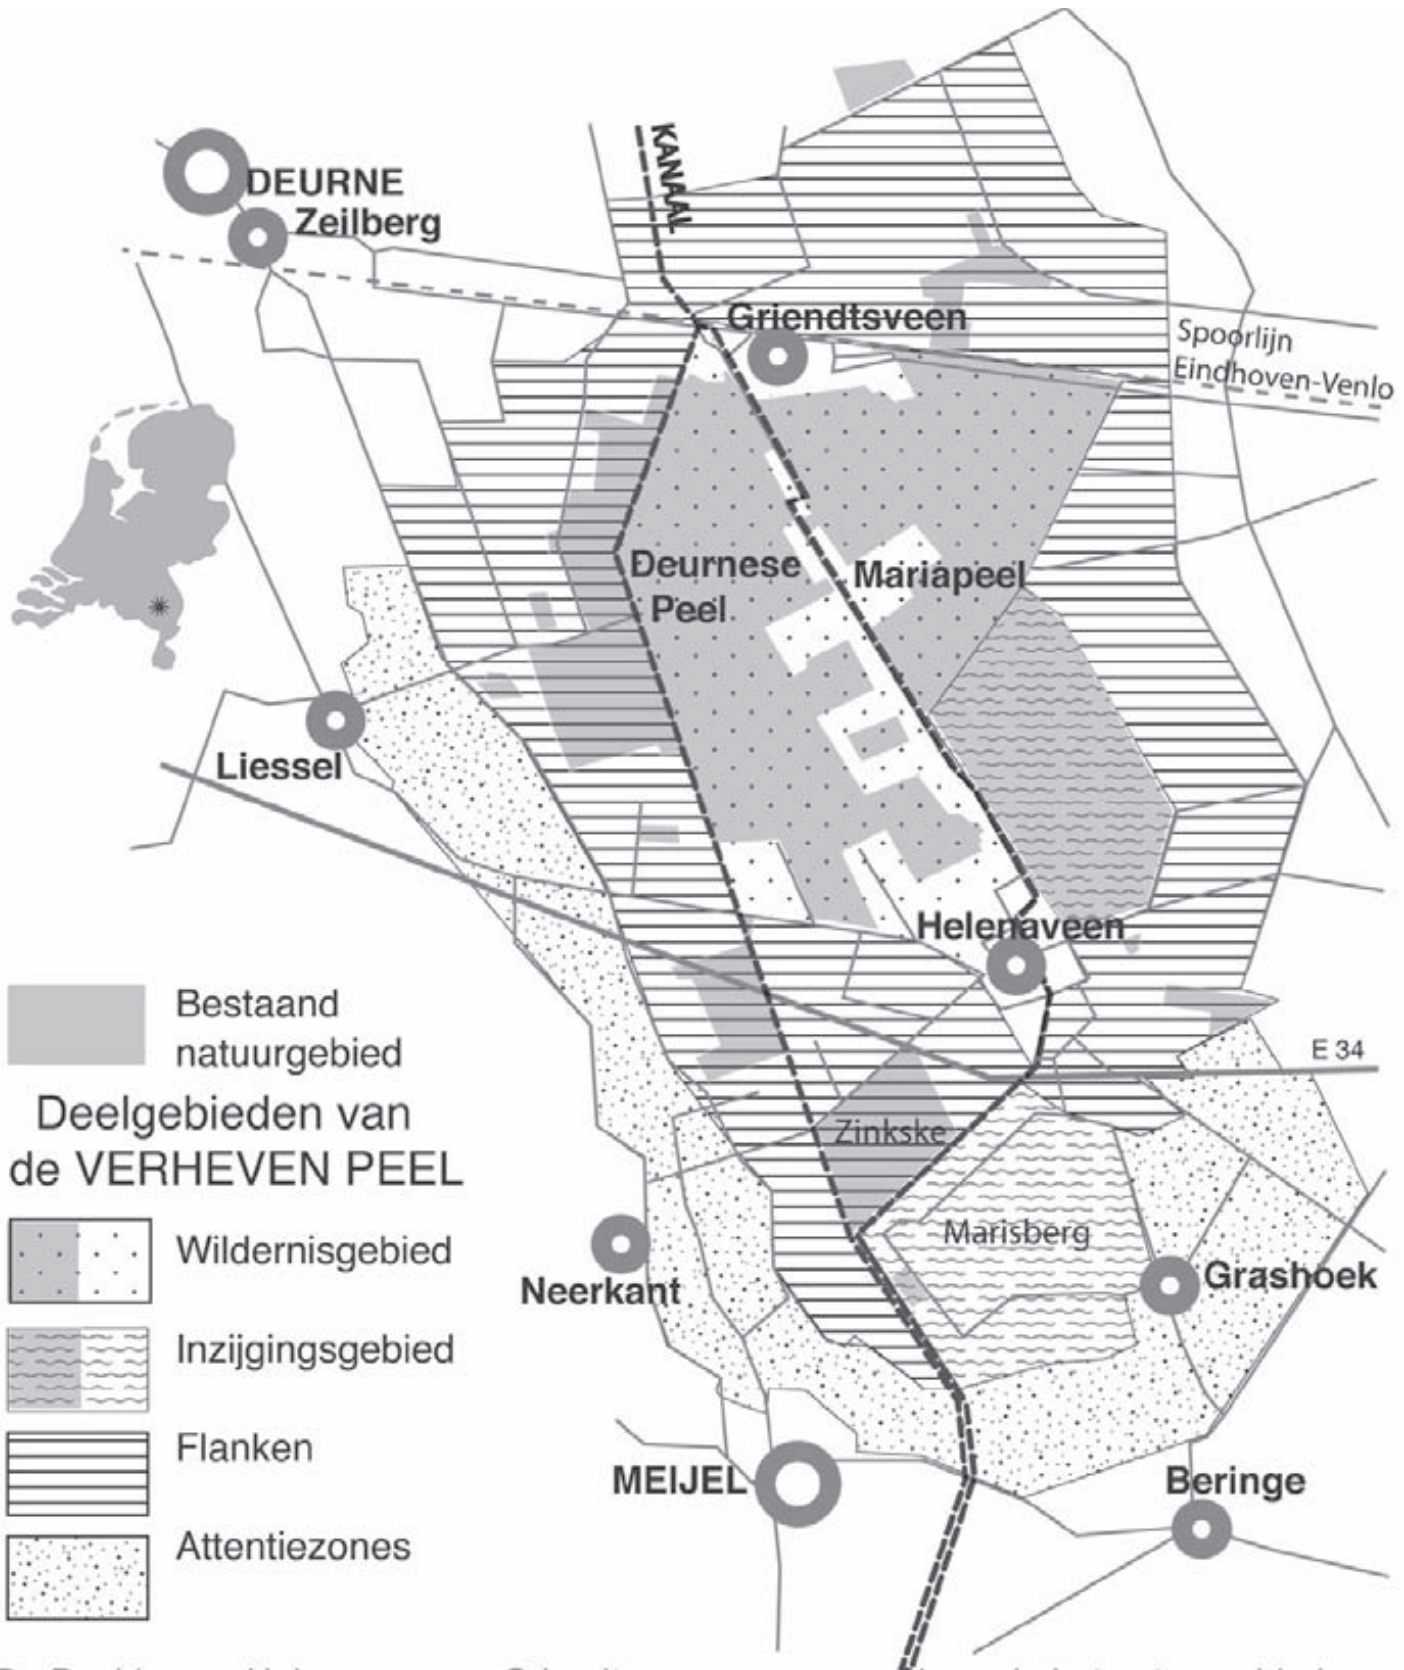 KANAAL
DEURNE
Zeilberg
Griendtsveen
Spoorlijn
Eindhoven-Venlo
Deurnese
Peel
Mariapeel
Liessel
Helenaveen
Bestaand
natuurgebied
E 34
Deelgebieden van
de VERHEVEN PEEL
Zinkske
Wildernisgebied
Marisberg
Neerkant
Grashoek
Inzijgingsgebied
Flanken
MEIJEL
Beringe
Attentiezones